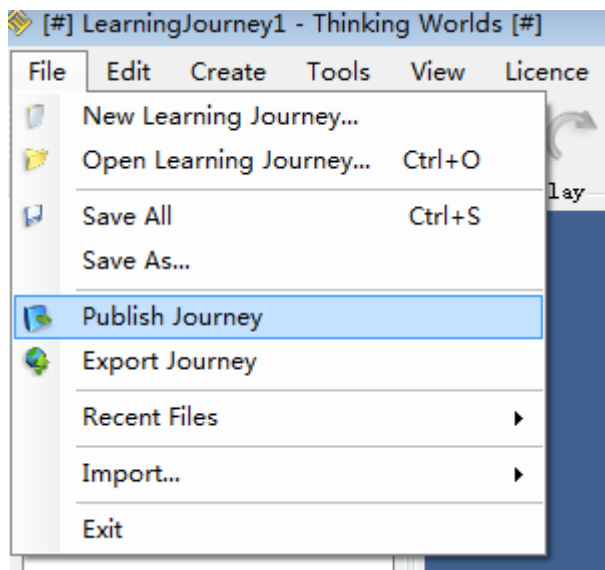 [#] LearningJourney1 - Thinking Worlds [#]
File Edit Create Tools View Licence
New Learning Journey...
Open Learning Journey... Ctrl+O
lay
Save All Ctrl+S
Save As...
Publish Journey
Export Journey
Recent Files
Import...
Exit